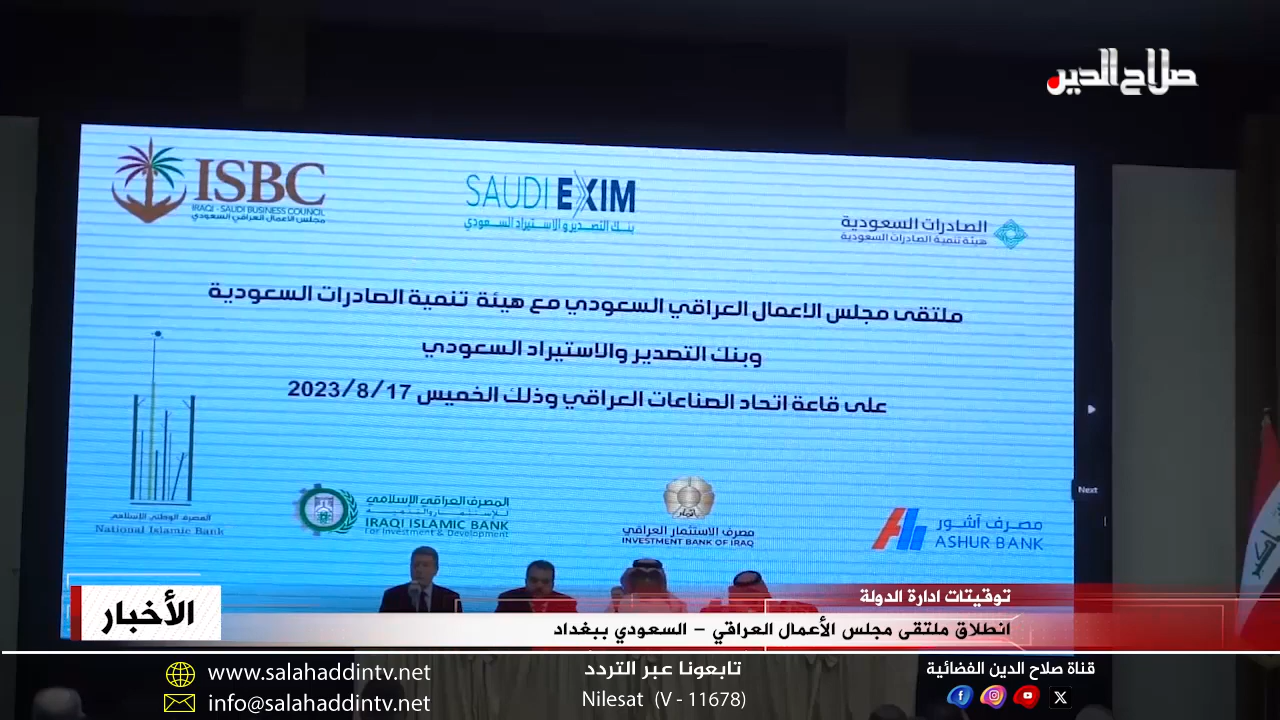 صلاح الدين
ISBC
IRAQI - SAUDI BUSINESS COUNCIL
مجلس الاعمال العراقي السعودي
SAUDI EXIM
بنك التصدير والاستيراد السعودي
الصادرات السعودية
هيئة تنمية الصادرات السعودية
ملتقى مجلس الاعمال العراقي السعودي مع هيئة تنمية الصادرات السعودية
وبنك التصدير والاستيراد السعودي
على قاعة اتحاد الصناعات العراقي وذلك الخميس 2023/8/17
المصرف الوطني الاسلامي
National Islamic Bank
المصرف العراقي الإسلامي
للإستثمار والتنمية
IRAQI ISLAMIC BANK
For Investment & Development
مصرف الاستثمار العراقي
INVESTMENT BANK OF IRAQ
مصرف آشور
ASHUR BANK
Next
الأخبار
توقيتات ادارة الدولة
انطلاق ملتقى مجلس الأعمال العراقي - السعودي ببغداد
www.salahaddintv.net
info@salahaddintv.net
تابعونا عبر التردد
Nilesat (V - 11678)
قناة صلاح الدين الفضائية